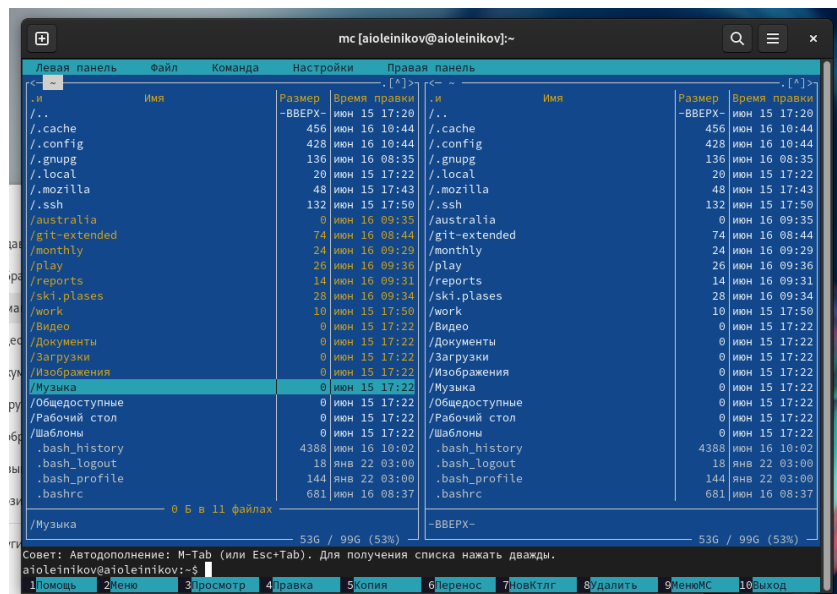 mc [aioleinikov@aioleinikov]:~
Левая панель Файл Команда Настройки Правая панель
<— ~ .[^]>
.и Имя Размер Время правки
/.. -ВВЕРХ- июн 15 17:20
/.cache 456 июн 16 10:44
/.config 428 июн 16 10:44
/.gnupg 136 июн 16 08:35
/.local 20 июн 15 17:22
/.mozilla 48 июн 15 17:43
/.ssh 132 июн 15 17:50
/australia 0 июн 16 09:35
/git-extended 74 июн 16 08:44
/monthly 24 июн 16 09:29
/play 26 июн 16 09:36
/reports 14 июн 16 09:31
/ski.plases 28 июн 16 09:34
/work 10 июн 15 17:50
/Видео 0 июн 15 17:22
/Документы 0 июн 15 17:22
/Загрузки 0 июн 15 17:22
/Изображения 0 июн 15 17:22
/Музыка 0 июн 15 17:22
/Общедоступные 0 июн 15 17:22
/Рабочий стол 0 июн 15 17:22
/Шаблоны 0 июн 15 17:22
.bash_history 4388 июн 16 10:02
.bash_logout 18 янв 22 03:00
.bash_profile 144 янв 22 03:00
.bashrc 681 июн 16 08:37
0 Б в 11 файлах
/Музыка
53G / 99G (53%)
<— ~ .[^]>
.и Имя Размер Время правки
/.. -ВВЕРХ- июн 15 17:20
/.cache 456 июн 16 10:44
/.config 428 июн 16 10:44
/.gnupg 136 июн 16 08:35
/.local 20 июн 15 17:22
/.mozilla 48 июн 15 17:43
/.ssh 132 июн 15 17:50
/australia 0 июн 16 09:35
/git-extended 74 июн 16 08:44
/monthly 24 июн 16 09:29
/play 26 июн 16 09:36
/reports 14 июн 16 09:31
/ski.plases 28 июн 16 09:34
/work 10 июн 15 17:50
/Видео 0 июн 15 17:22
/Документы 0 июн 15 17:22
/Загрузки 0 июн 15 17:22
/Изображения 0 июн 15 17:22
/Музыка 0 июн 15 17:22
/Общедоступные 0 июн 15 17:22
/Рабочий стол 0 июн 15 17:22
/Шаблоны 0 июн 15 17:22
.bash_history 4388 июн 16 10:02
.bash_logout 18 янв 22 03:00
.bash_profile 144 янв 22 03:00
.bashrc 681 июн 16 08:37
-ВВЕРХ-
53G / 99G (53%)
Совет: Автодополнение: M-Tab (или Esc+Tab). Для получения списка нажать дважды.
aioleinikov@aioleinikov:~$
1Помощь 2Меню 3Просмотр 4Правка 5Копия 6Перенос 7НовКтлг 8Удалить 9МенюMC 10Выход